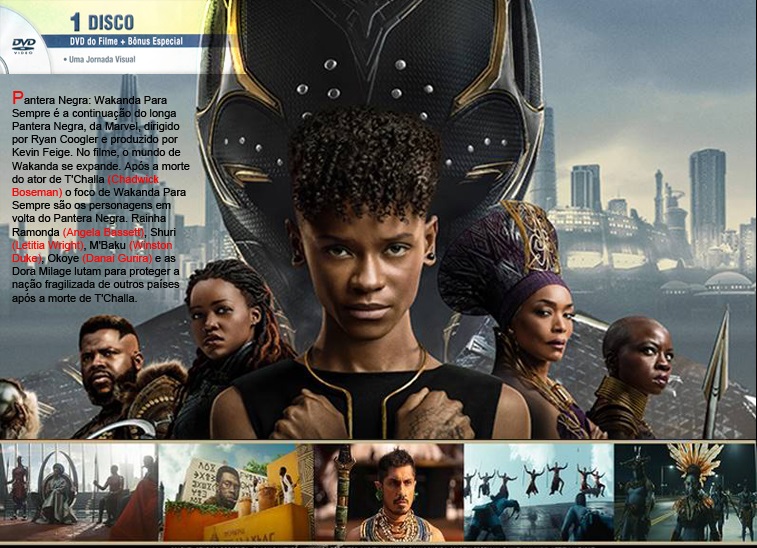 1 DISCO
DVD
VIDEO
DVD do Filme + Bônus Especial
• Uma Jornada Visual
Pantera Negra: Wakanda Para
Sempre é a continuação do longa
Pantera Negra, da Marvel, dirigido
por Ryan Coogler e produzido por
Kevin Feige. No filme, o mundo de
Wakanda se expande. Após a morte
do ator de T'Challa (Chadwick
Boseman) o foco de Wakanda Para
Sempre são os personagens em
volta do Pantera Negra. Rainha
Ramonda (Angela Bassett), Shuri
(Letitia Wright), M'Baku (Winston
Duke), Okoye (Danai Gurira) e as
Dora Milage lutam para proteger a
nação fragilizada de outros países
após a morte de T'Challa.